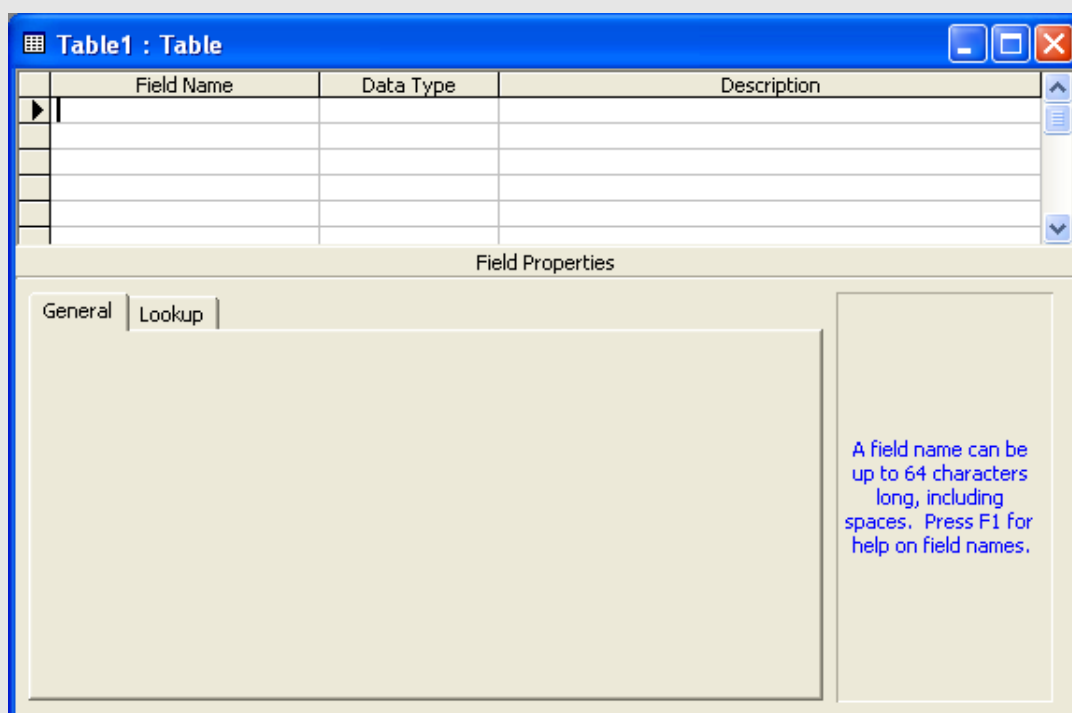 Table1 : Table
Field Name Data Type Description
Field Properties
General Lookup
A field name can be
up to 64 characters
long, including
spaces. Press F1 for
help on field names.